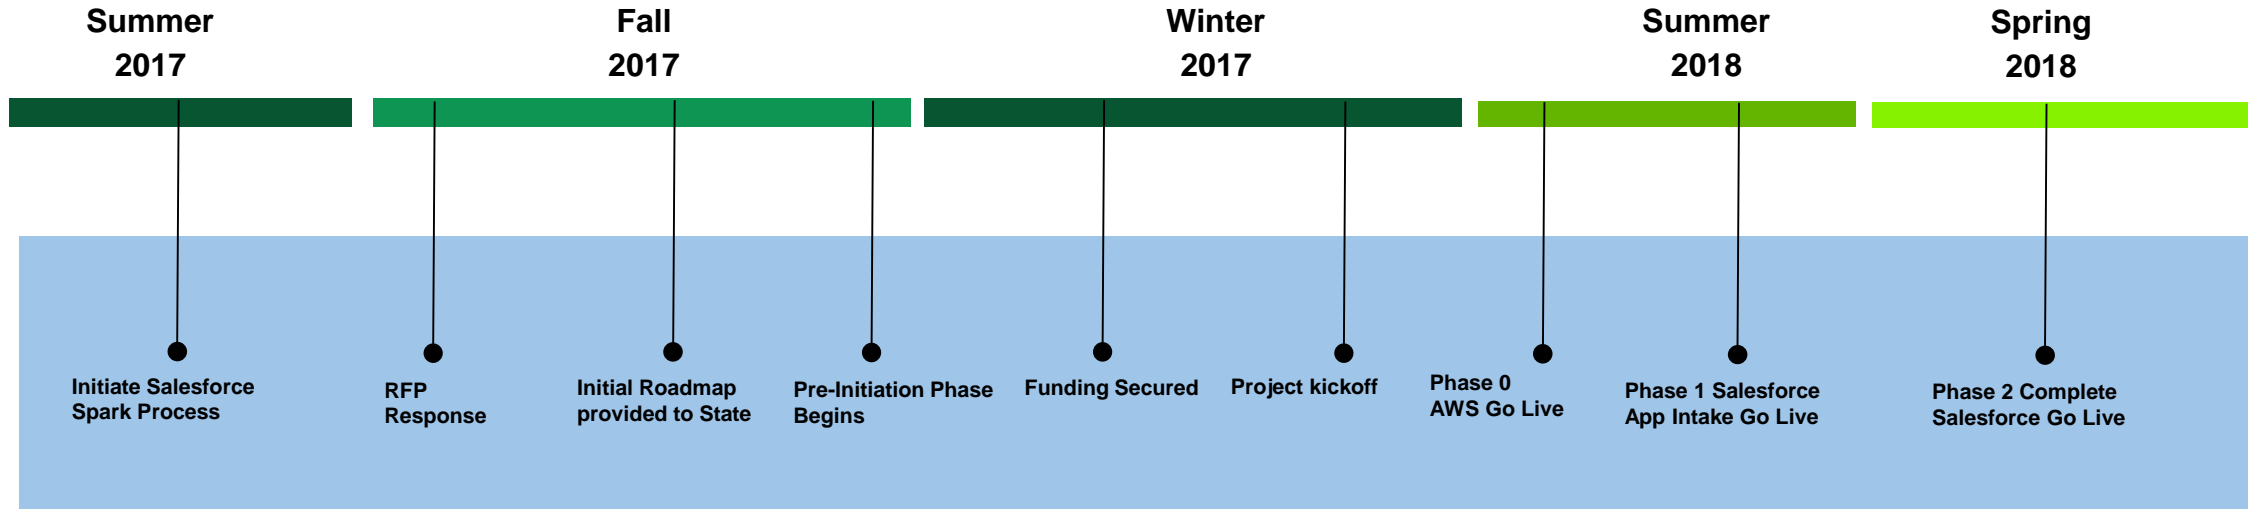 Summer
2017
Fall
2017
Winter
2017
Summer
2018
Spring
2018
Initiate Salesforce
Spark Process
RFP
Response
Initial Roadmap
provided to State
Pre-Initiation Phase
Begins
Funding Secured
Project kickoff
Phase 0
AWS Go Live
Phase 1 Salesforce
App Intake Go Live
Phase 2 Complete
Salesforce Go Live